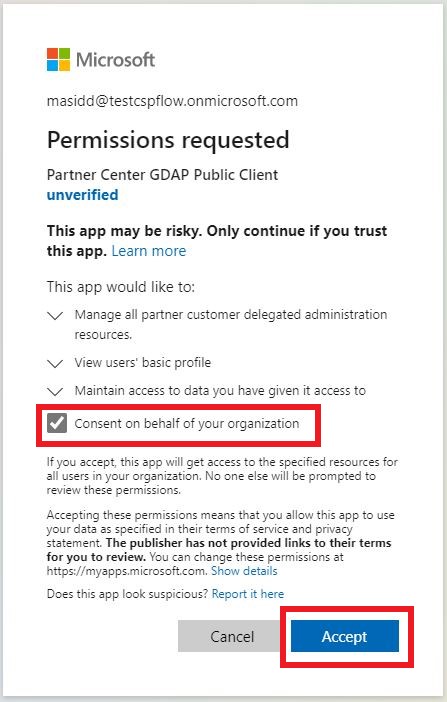 Microsoft
masidd@testcspflow.onmicrosoft.com
Permissions requested
Partner Center GDAP Public Client
unverified
This app may be risky. Only continue if you trust
this app. Learn more
This app would like to:
Manage all partner customer delegated administration
resources.
View users' basic profile
Maintain access to data you have given it access to
Consent on behalf of your organization
If you accept, this app will get access to the specified resources for
all users in your organization. No one else will be prompted to
review these permissions.
Accepting these permissions means that you allow this app to use
your data as specified in their terms of service and privacy
statement. The publisher has not provided links to their terms
for you to review. You can change these permissions at
https://myapps.microsoft.com. Show details
Does this app look suspicious? Report it here
Cancel
Accept